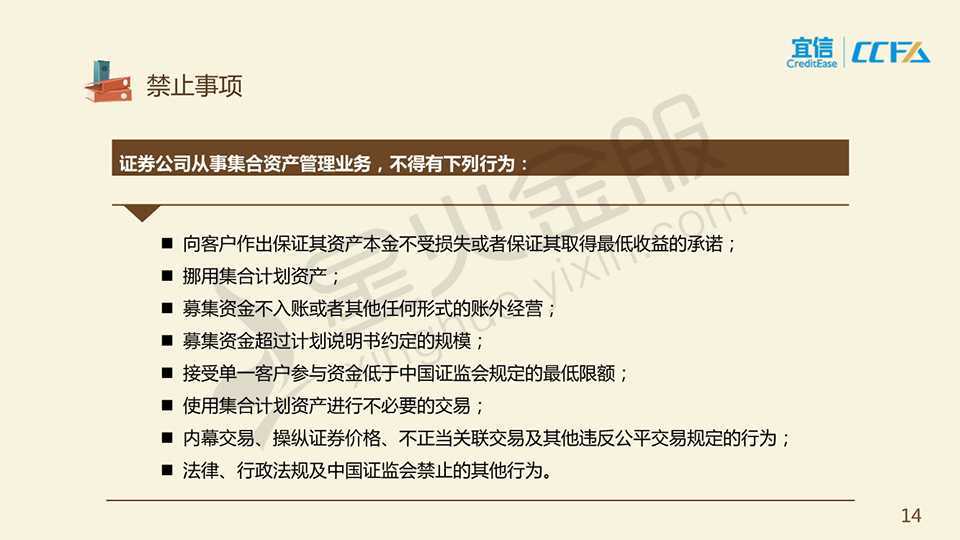 宜信
CreditEase
CCFA
禁止事项
证券公司从事集合资产管理业务，不得有下列行为：
■ 向客户作出保证其资产本金不受损失或者保证其取得最低收益的承诺；
■ 挪用集合计划资产；
■ 募集资金不入账或者其他任何形式的账外经营；
■ 募集资金超过计划说明书约定的规模；
■ 接受单一客户参与资金低于中国证监会规定的最低限额；
■ 使用集合计划资产进行不必要的交易；
■ 内幕交易、操纵证券价格、不正当关联交易及其他违反公平交易规定的行为；
■ 法律、行政法规及中国证监会禁止的其他行为。
星火金服
xinghuo.yixin.com
14